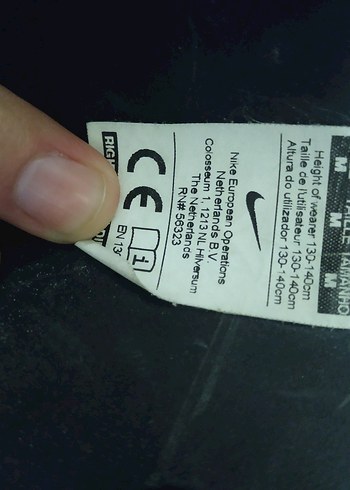 M M M
TAMANHO
Height of wearer 130-140cm
Taille de l'utilisateur 130-140cm
Altura do utilizador 130-140cm
Nike European Operations
Netherlands B.V.
Colosseum 1, 1213 NL Hilversum
The Netherlands
RN# 56323
CE
EN 13
i
RIGH